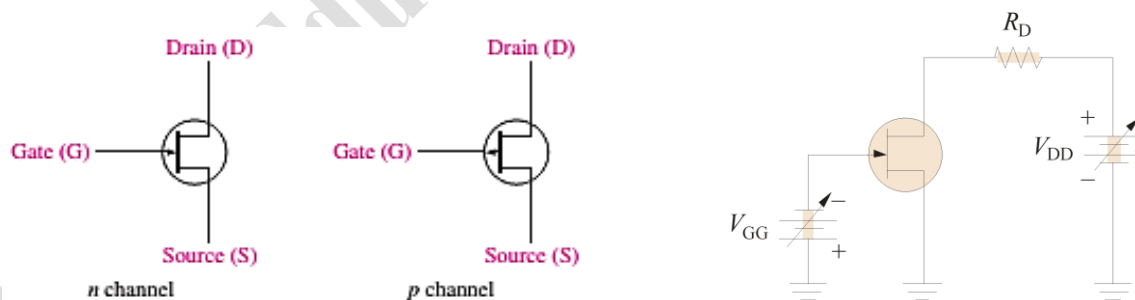 Drain (D)
Gate (G)
Source (S)
n channel
Drain (D)
Gate (G)
Source (S)
p channel
R_D
+
V_DD
−
−
V_GG
+